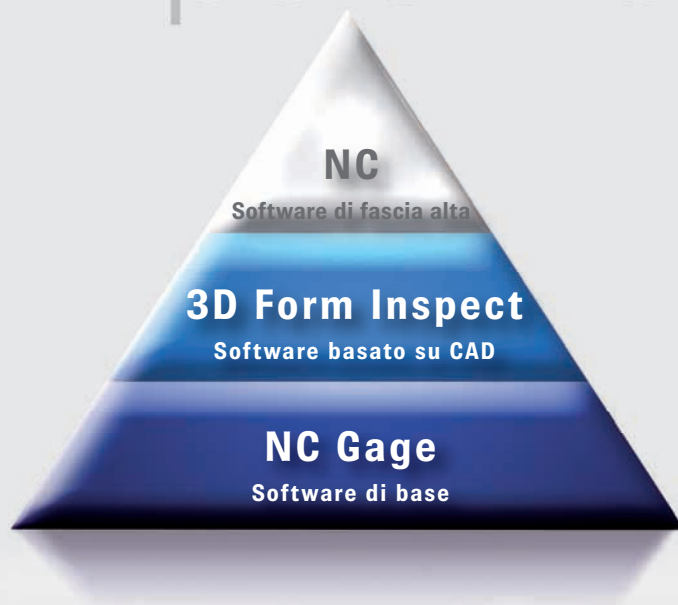 NC
Software di fascia alta
3D Form Inspect
Software basato su CAD
NC Gage
Software di base